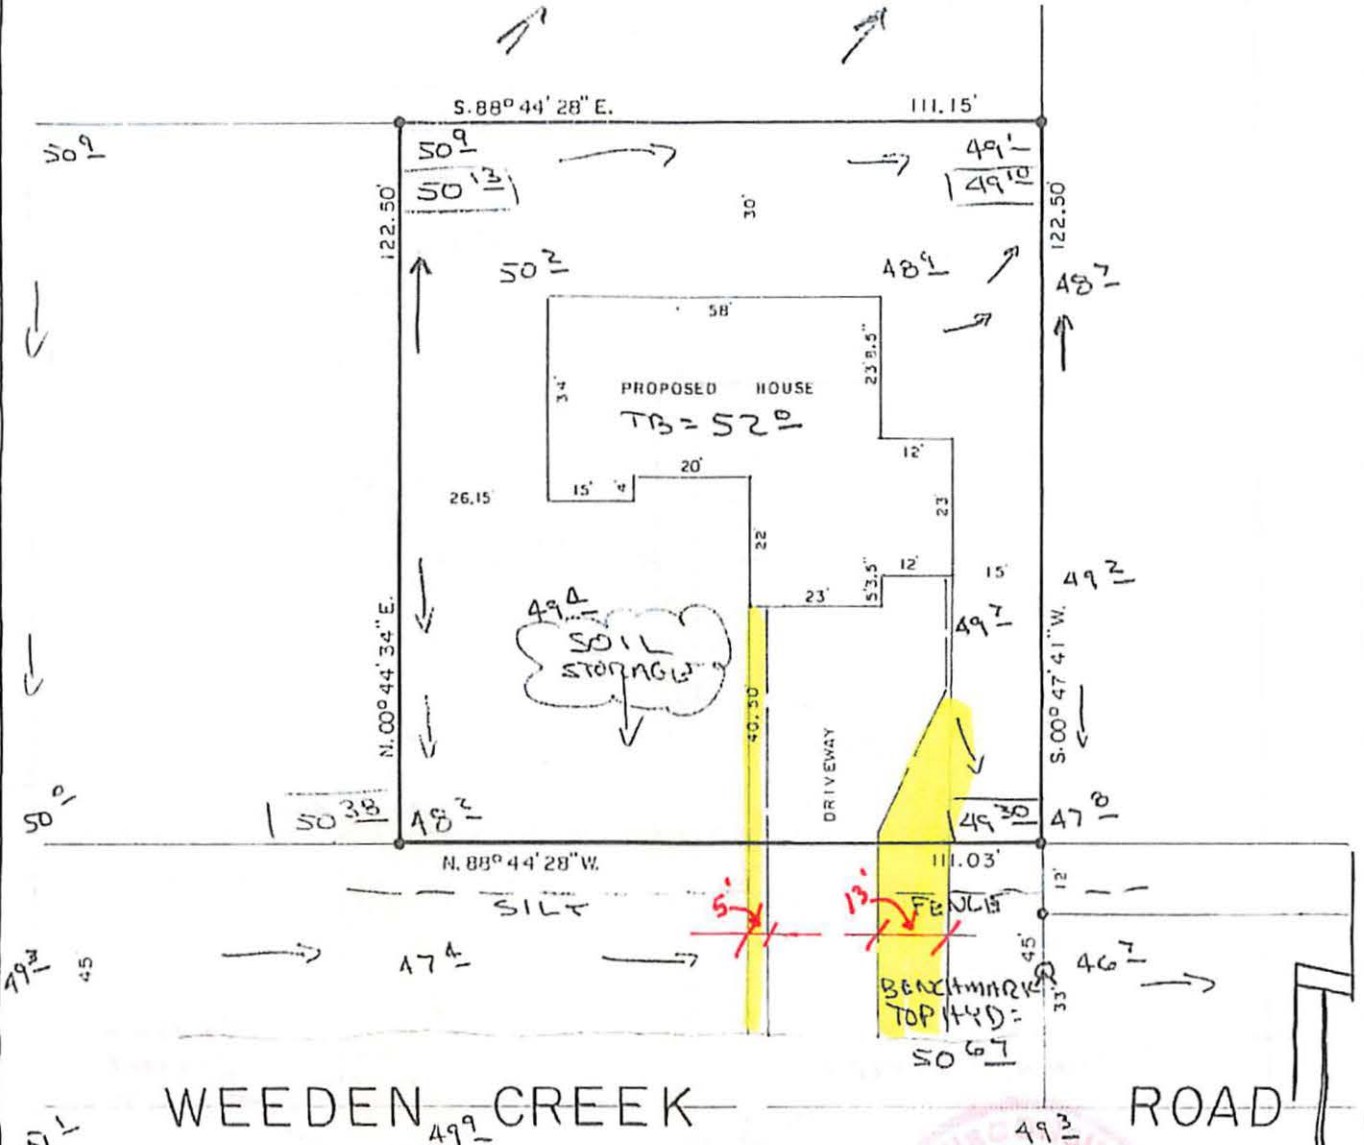 S. 88° 44' 28" E. 111.15'
50⁹ 50⁹ 49¹
50¹³ 49¹⁰
122.50' 30' 122.50'
50² 48⁹ 48⁷
58'
34' 23'8.5"
PROPOSED HOUSE
TB = 52⁰
12'
20'
26.15' 15' 4' 23'
22'
12' 15' 49²
5'3.5"
23'
49⁴ 49⁷
SOIL
STORAGE
N. 00° 44' 34" E. 40.50' DRIVEWAY S. 00° 47' 41" W.
50⁰ 50³⁸ 48² 49³⁰ 47⁸
N. 88° 44' 28" W. 111.03'
12'
SILT 5' 13' FENCE
49³ 45 47⁴ 45' 46⁷
BENCHMARK
TOP HYD =
33'
50⁶⁷
WEEDEN CREEK ROAD
49⁹ 49³